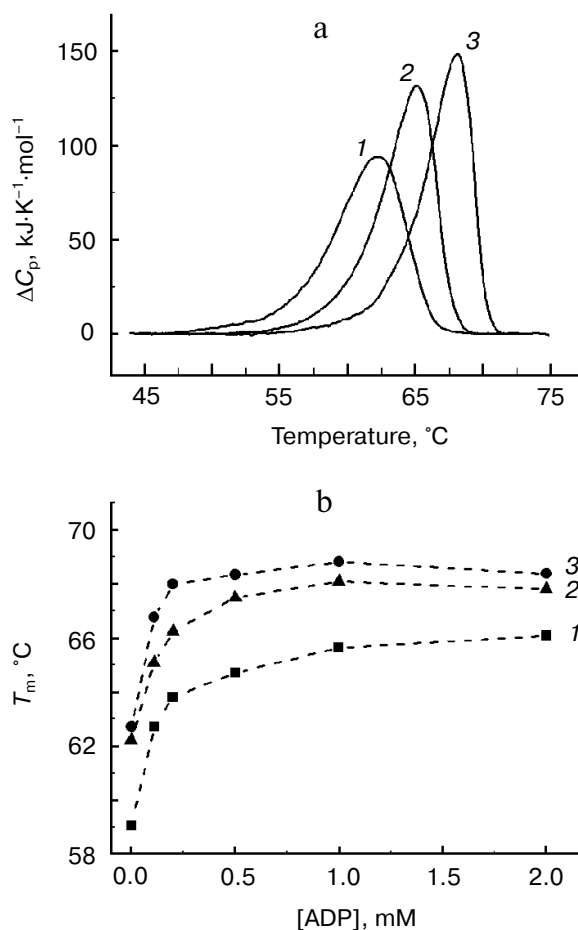 a
150
100
50
0
ΔCp, kJ·K⁻¹·mol⁻¹
1
2
3
45 55 65 75
Temperature, °C
b
70
66
62
58
Tm, °C
3
2
1
0.0 0.5 1.0 1.5 2.0
[ADP], mM